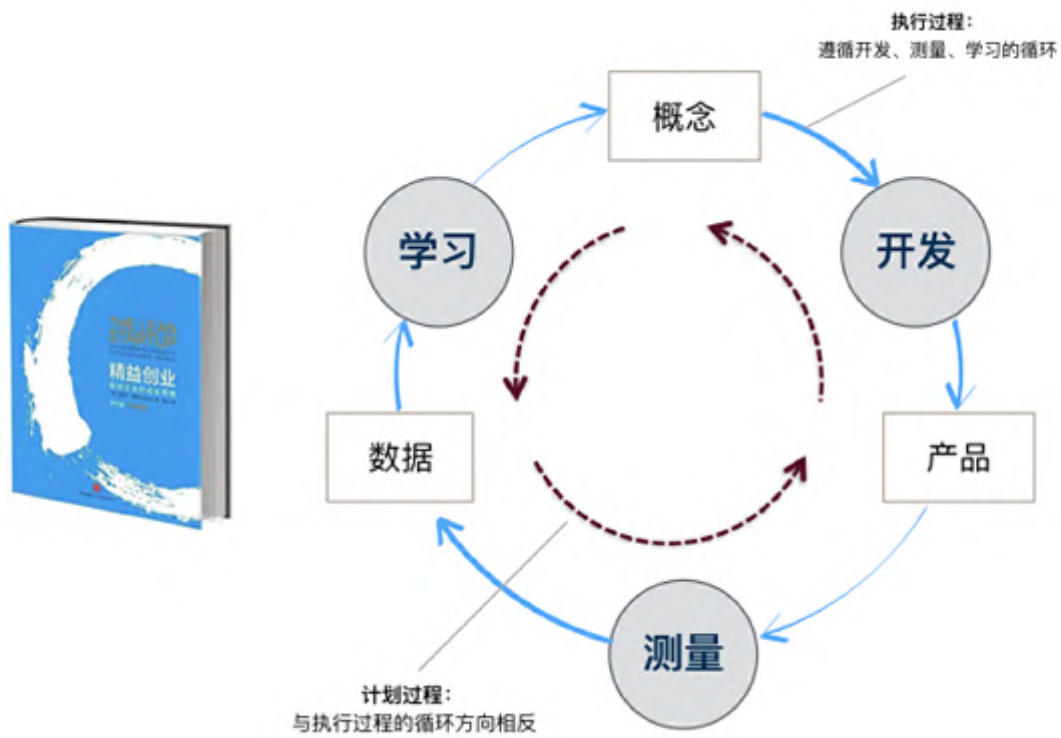 执行过程：
遵循开发、测量、学习的循环
概念
学习
开发
精益创业
数据
产品
测量
计划过程：
与执行过程的循环方向相反